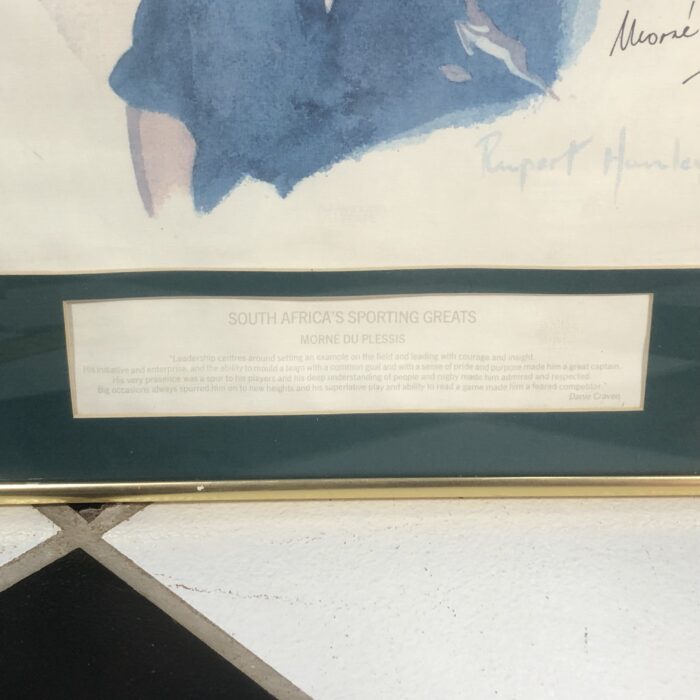 Morné
Rupert
SOUTH AFRICA'S SPORTING GREATS
MORNÉ DU PLESSIS
"Leadership centres around setting an example on the field and leading with courage and insight.
His initiative and enterprise, and the ability to mould a team with a common goal and with a sense of pride and purpose made him a great captain.
His very presence was a spur to his players and his deep understanding of people and rugby made him admired and respected.
Big occasions always spurred him on to new heights and his superlative play and ability to read a game made him a feared competitor."
Danie Craven